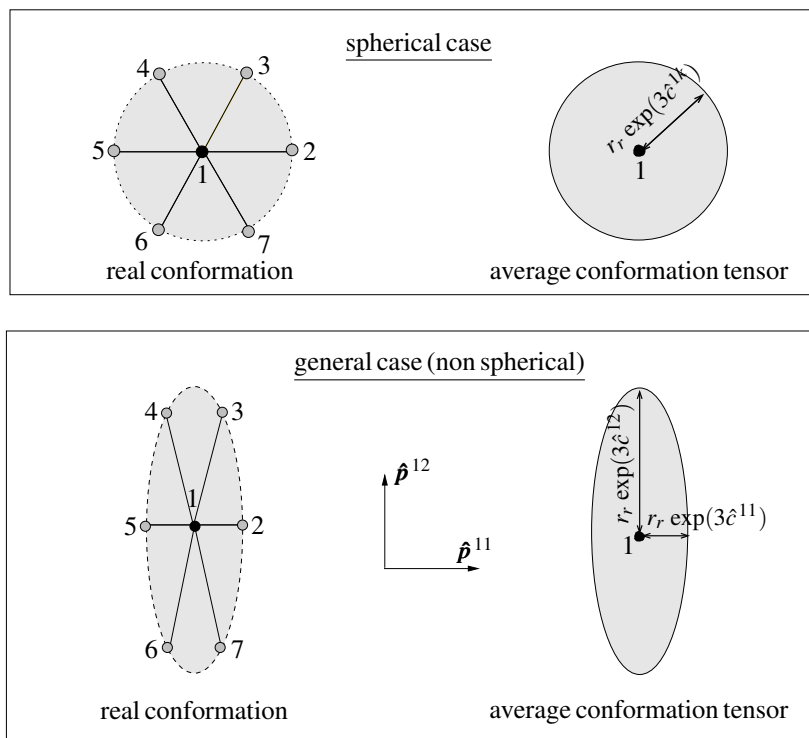 spherical case
4
3
5
2
1
6
7
real conformation
r_r exp(3ĉ^{1k})
1
average conformation tensor
general case (non spherical)
4
3
1
5
2
6
7
real conformation
p̂^{12}
p̂^{11}
r_r exp(3ĉ^{12})
r_r exp(3ĉ^{11})
1
average conformation tensor